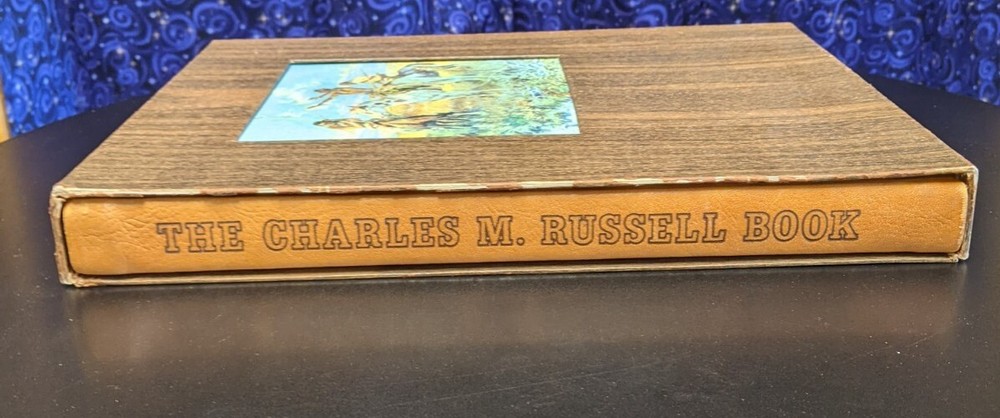 THE CHARLES M. RUSSELL BOOK